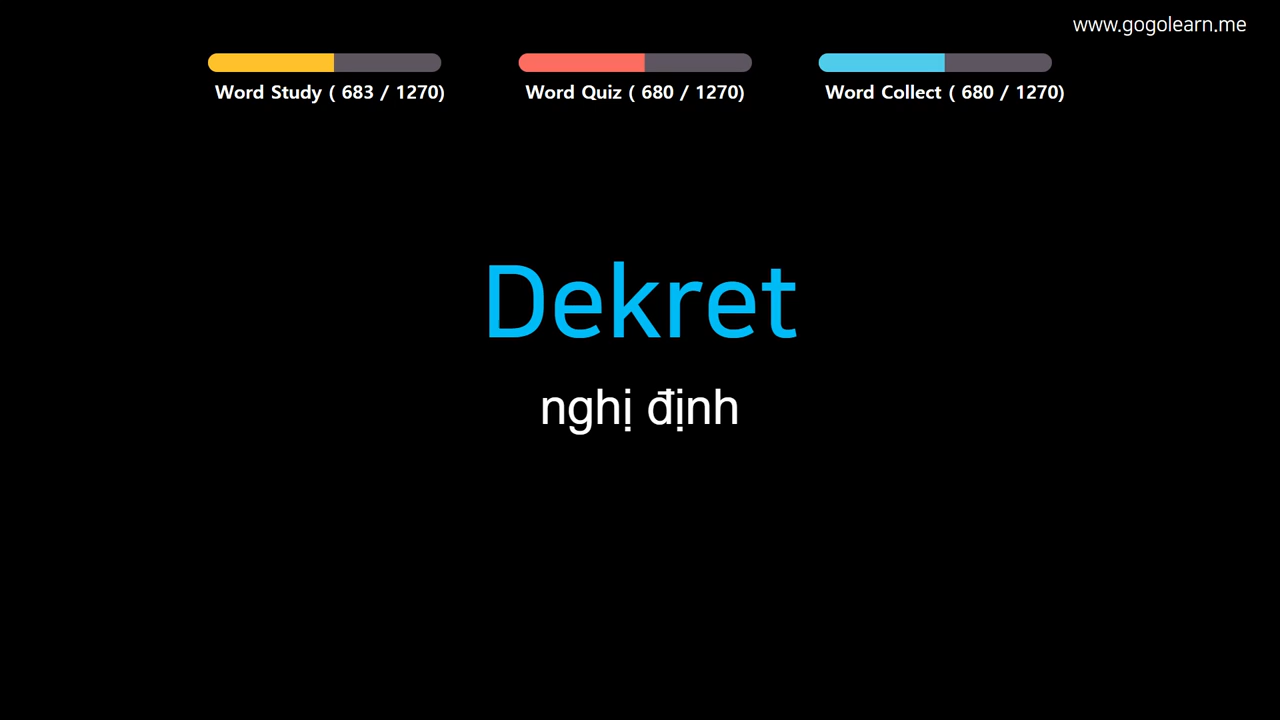 www.gogolearn.me
Word Study ( 683 / 1270)
Word Quiz ( 680 / 1270)
Word Collect ( 680 / 1270)
Dekret
nghị định